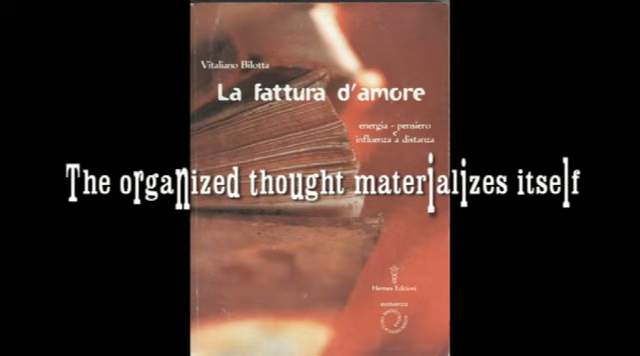 Vitaliano Bilotta
La fattura d'amore
energia - pensiero
e
influenza a distanza
The organized thought materializes itself
Hermes Edizioni
esoterica